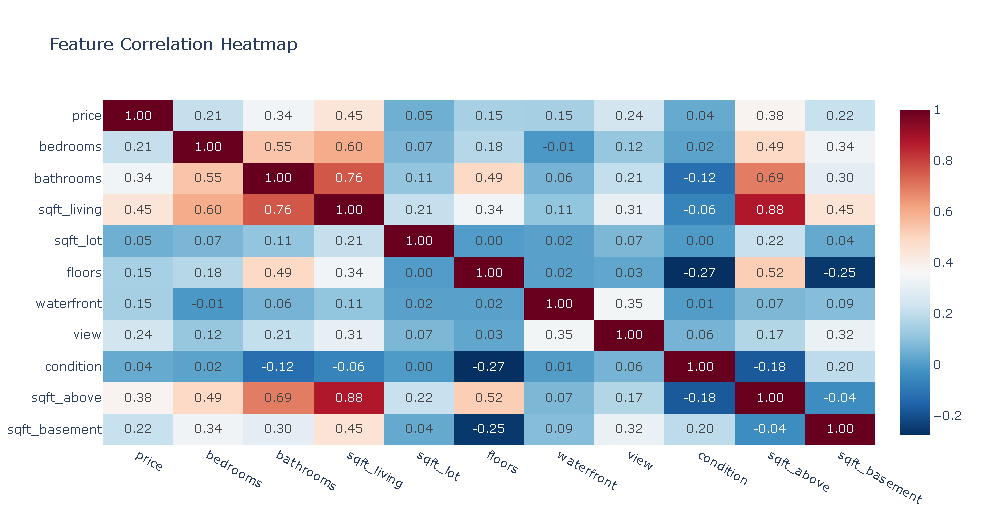 Feature Correlation Heatmap
price 1.00 0.21 0.34 0.45 0.05 0.15 0.15 0.24 0.04 0.38 0.22
bedrooms 0.21 1.00 0.55 0.60 0.07 0.18 -0.01 0.12 0.02 0.49 0.34
bathrooms 0.34 0.55 1.00 0.76 0.11 0.49 0.06 0.21 -0.12 0.69 0.30
sqft_living 0.45 0.60 0.76 1.00 0.21 0.34 0.11 0.31 -0.06 0.88 0.45
sqft_lot 0.05 0.07 0.11 0.21 1.00 0.00 0.02 0.07 0.00 0.22 0.04
floors 0.15 0.18 0.49 0.34 0.00 1.00 0.02 0.03 -0.27 0.52 -0.25
waterfront 0.15 -0.01 0.06 0.11 0.02 0.02 1.00 0.35 0.01 0.07 0.09
view 0.24 0.12 0.21 0.31 0.07 0.03 0.35 1.00 0.06 0.17 0.32
condition 0.04 0.02 -0.12 -0.06 0.00 -0.27 0.01 0.06 1.00 -0.18 0.20
sqft_above 0.38 0.49 0.69 0.88 0.22 0.52 0.07 0.17 -0.18 1.00 -0.04
sqft_basement 0.22 0.34 0.30 0.45 0.04 -0.25 0.09 0.32 0.20 -0.04 1.00
price bedrooms bathrooms sqft_living sqft_lot floors waterfront view condition sqft_above sqft_basement
1
0.8
0.6
0.4
0.2
0
−0.2